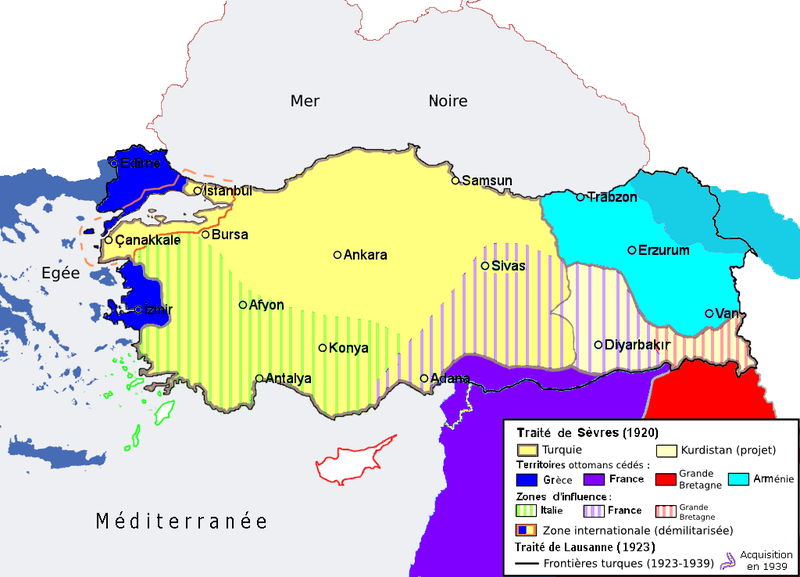 Mer Noire
Edirne
Istanbul
Samsun
Trabzon
Çanakkale
Bursa
Ankara
Erzurum
Sivas
Egée
İzmir
Afyon
Van
Konya
Diyarbakır
Antalya
Adana
Méditerranée
Traité de Sèvres (1920)
Turquie Kurdistan (projet)
Territoires ottomans cédés :
Grèce France Grande Bretagne Arménie
Zones d'influence :
Italie France Grande Bretagne
Zone internationale (démilitarisée)
Traité de Lausanne (1923)
Frontières turques (1923-1939) Acquisition en 1939